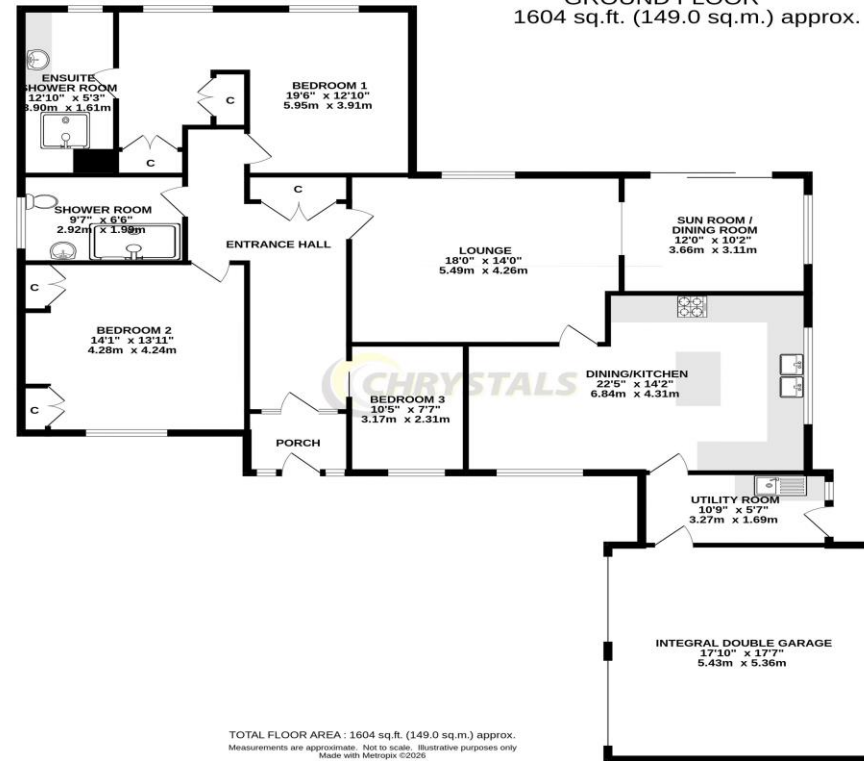 GROUND FLOOR
1604 sq.ft. (149.0 sq.m.) approx.
ENSUITE
SHOWER ROOM
12'10" x 5'3"
3.90m x 1.61m
BEDROOM 1
19'6" x 12'10"
5.95m x 3.91m
C
C
C
SHOWER ROOM
9'7" x 6'6"
2.92m x 1.99m
ENTRANCE HALL
LOUNGE
18'0" x 14'0"
5.49m x 4.26m
SUN ROOM /
DINING ROOM
12'0" x 10'2"
3.66m x 3.11m
C
BEDROOM 2
14'1" x 13'11"
4.28m x 4.24m
C
CHRYSTALS
DINING/KITCHEN
22'5" x 14'2"
6.84m x 4.31m
BEDROOM 3
10'5" x 7'7"
3.17m x 2.31m
PORCH
UTILITY ROOM
10'9" x 5'7"
3.27m x 1.69m
INTEGRAL DOUBLE GARAGE
17'10" x 17'7"
5.43m x 5.36m
TOTAL FLOOR AREA : 1604 sq.ft. (149.0 sq.m.) approx.
Measurements are approximate. Not to scale. Illustrative purposes only
Made with Metropix ©2026